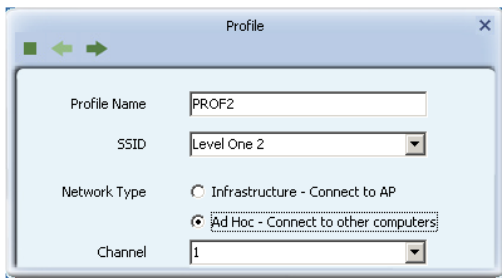 Profile
Profile Name PROF2
SSID Level One 2
Network Type Infrastructure - Connect to AP
Ad Hoc - Connect to other computers
Channel 1